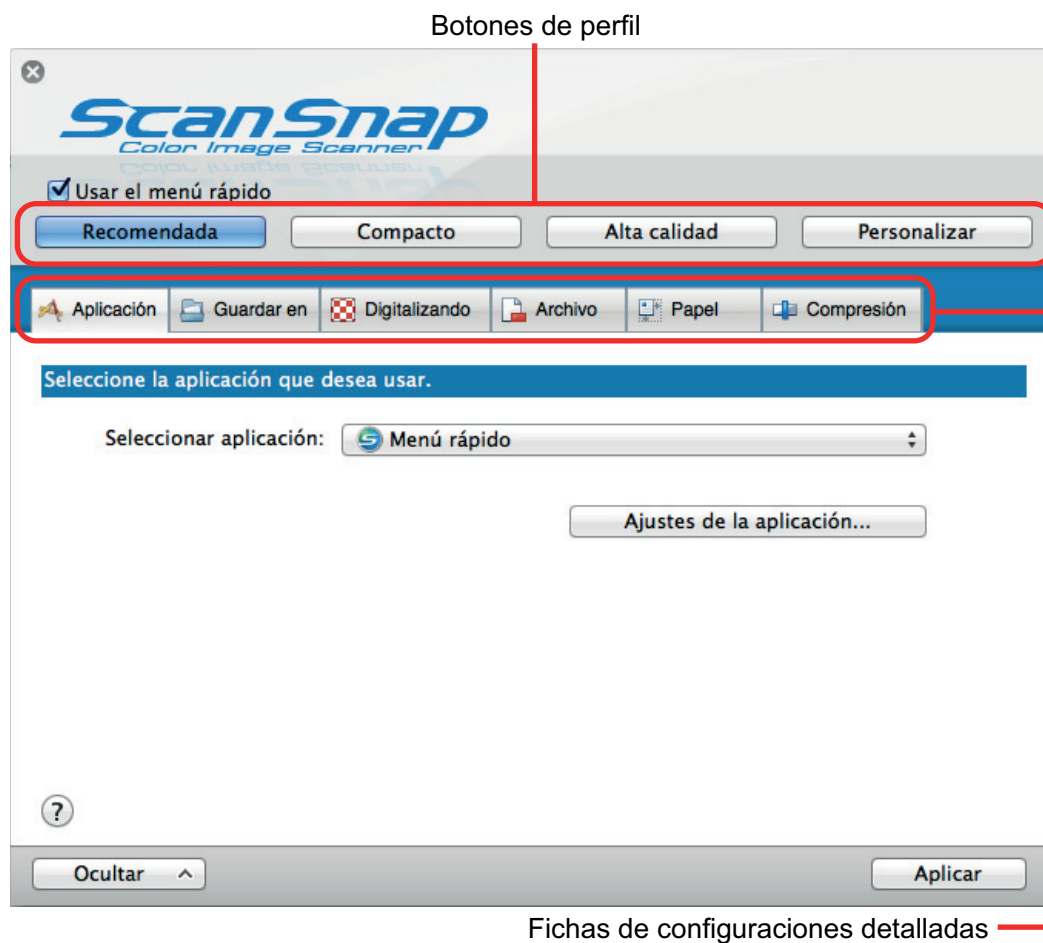 Botones de perfil
ScanSnap
Color Image Scanner
Usar el menú rápido
Recomendada Compacto Alta calidad Personalizar
Aplicación Guardar en Digitalizando Archivo Papel Compresión
Seleccione la aplicación que desea usar.
Seleccionar aplicación: Menú rápido
Ajustes de la aplicación...
?
Ocultar Aplicar
Fichas de configuraciones detalladas